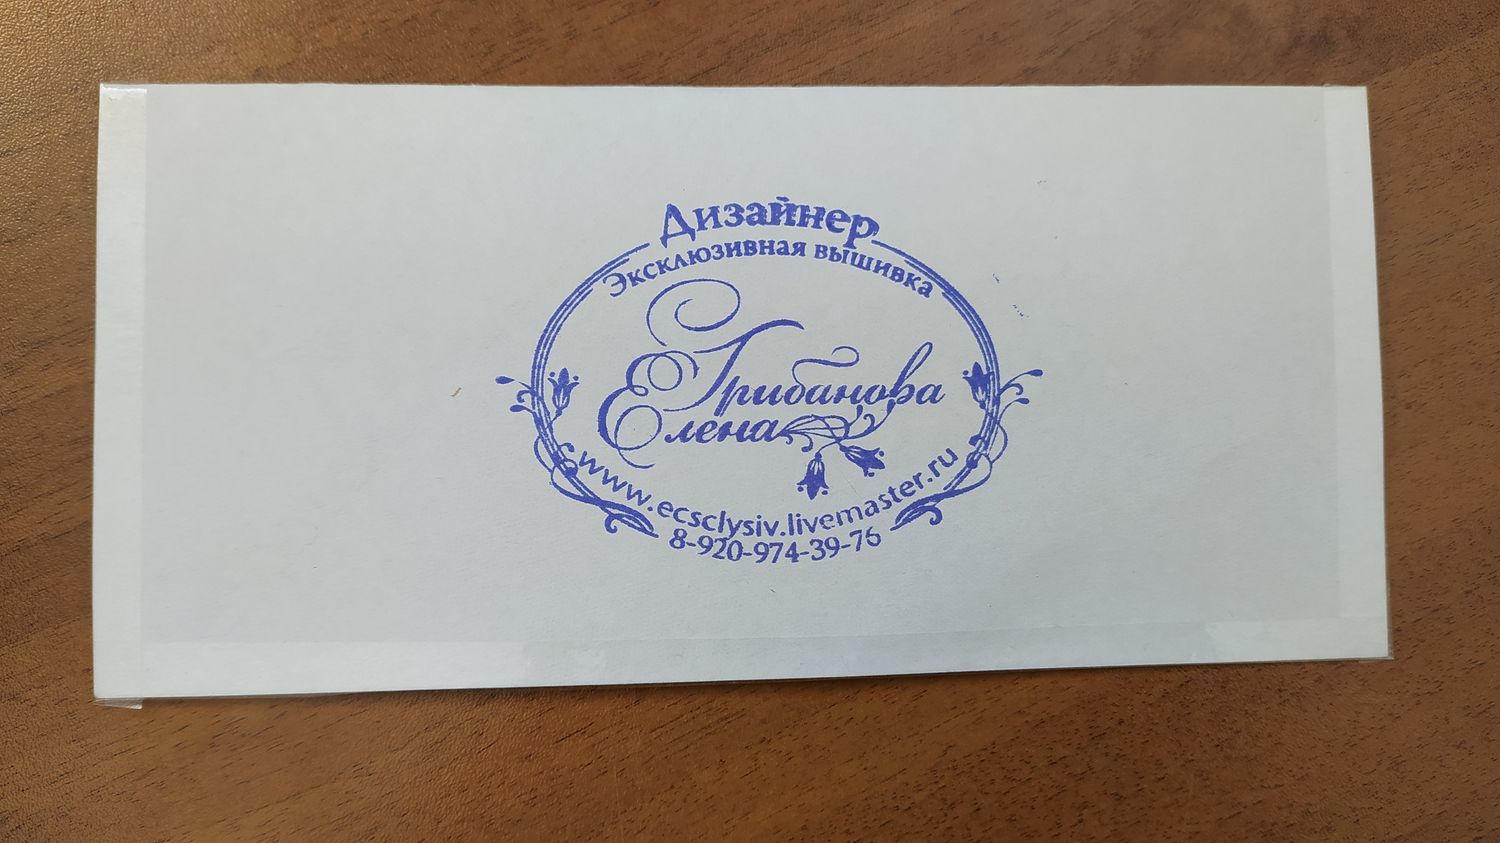 Дизайнер
Эксклюзивная вышивка
Грибанова
Елена
www.ecsclysiv.livemaster.ru
8-920-974-39-76